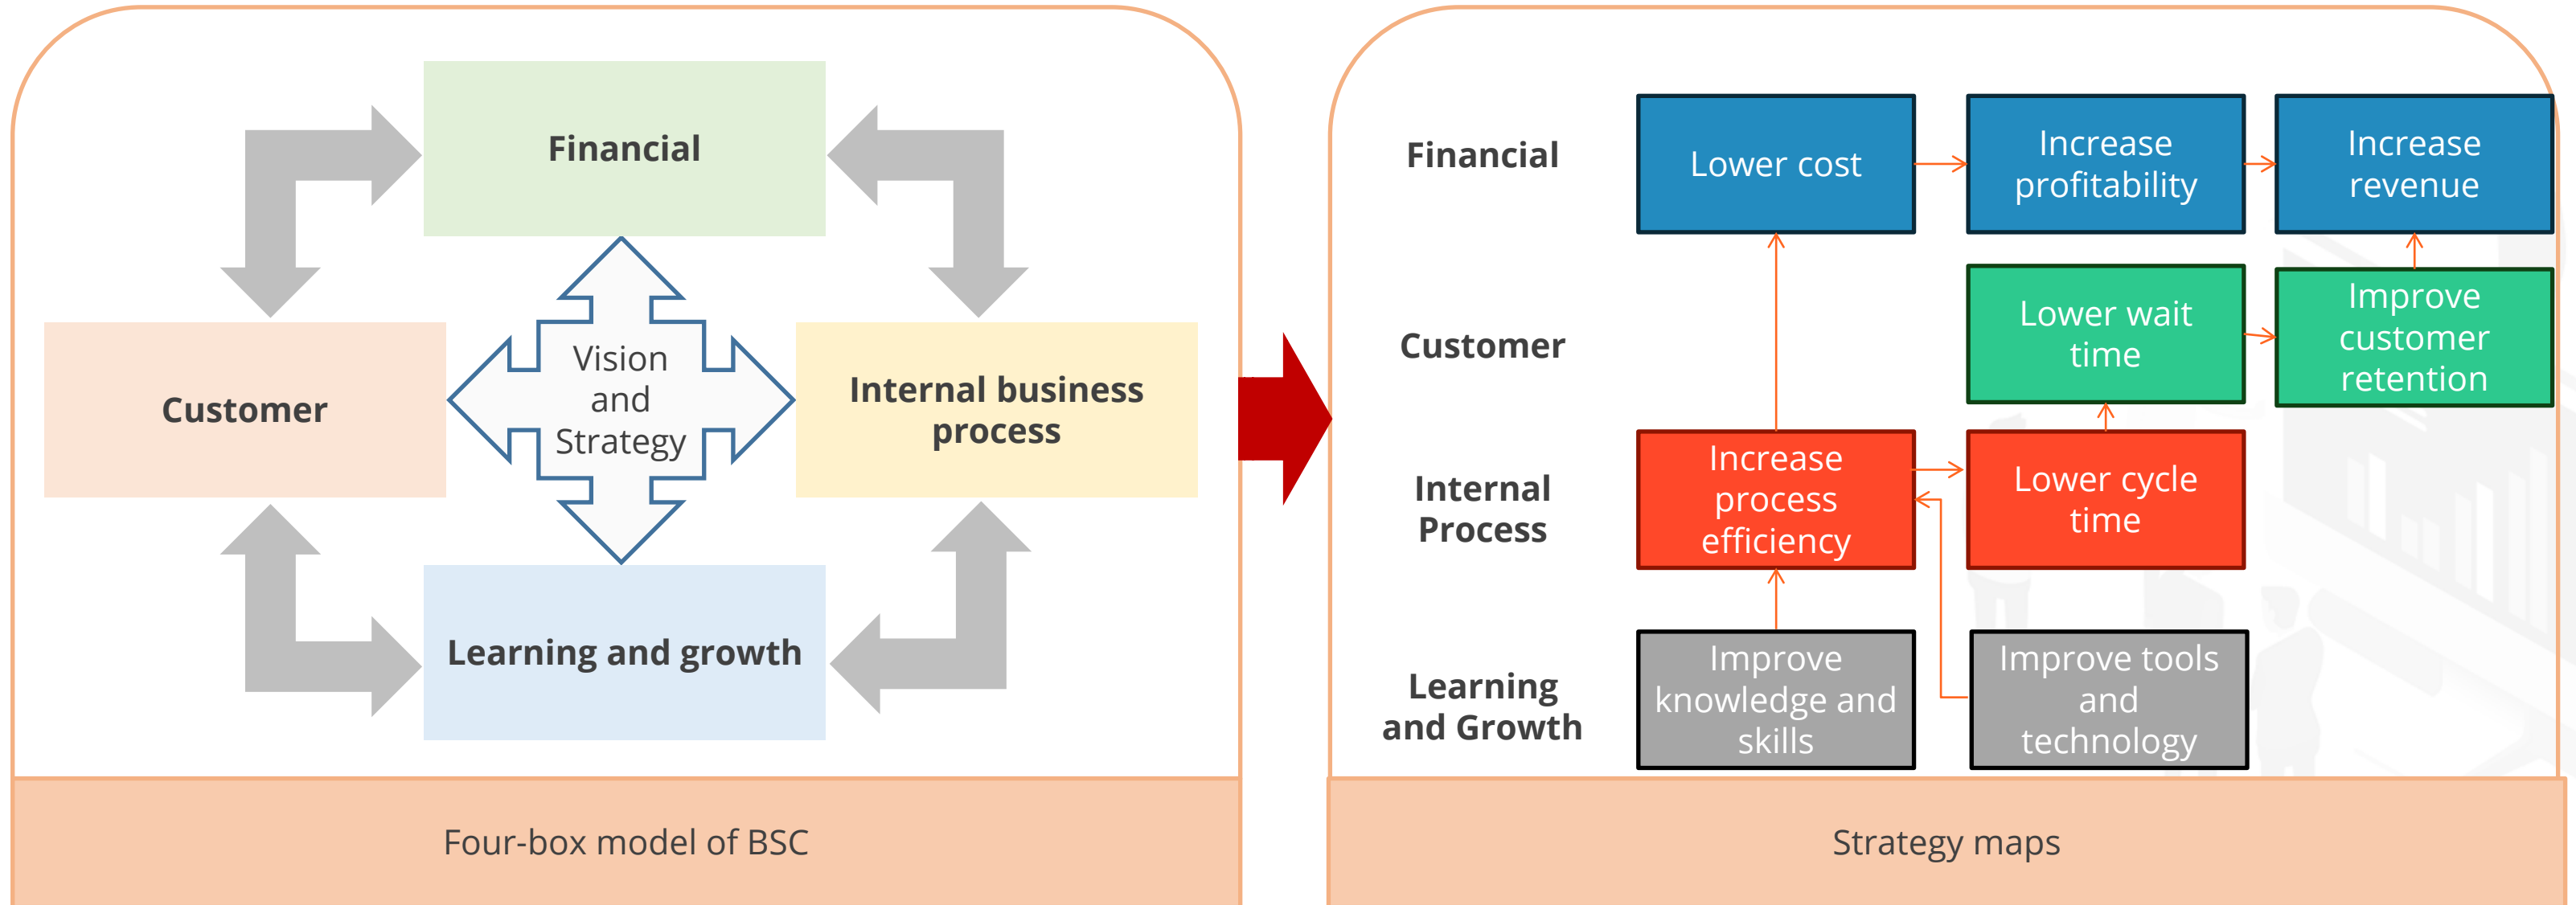 Financial
Customer
Vision
and
Strategy
Internal business
process
Learning and growth
Four-box model of BSC
Financial
Lower cost
Increase
profitability
Increase
revenue
Customer
Lower wait
time
Improve
customer
retention
Internal
Process
Increase
process
efficiency
Lower cycle
time
Learning
and Growth
Improve
knowledge and
skills
Improve tools
and
technology
Strategy maps